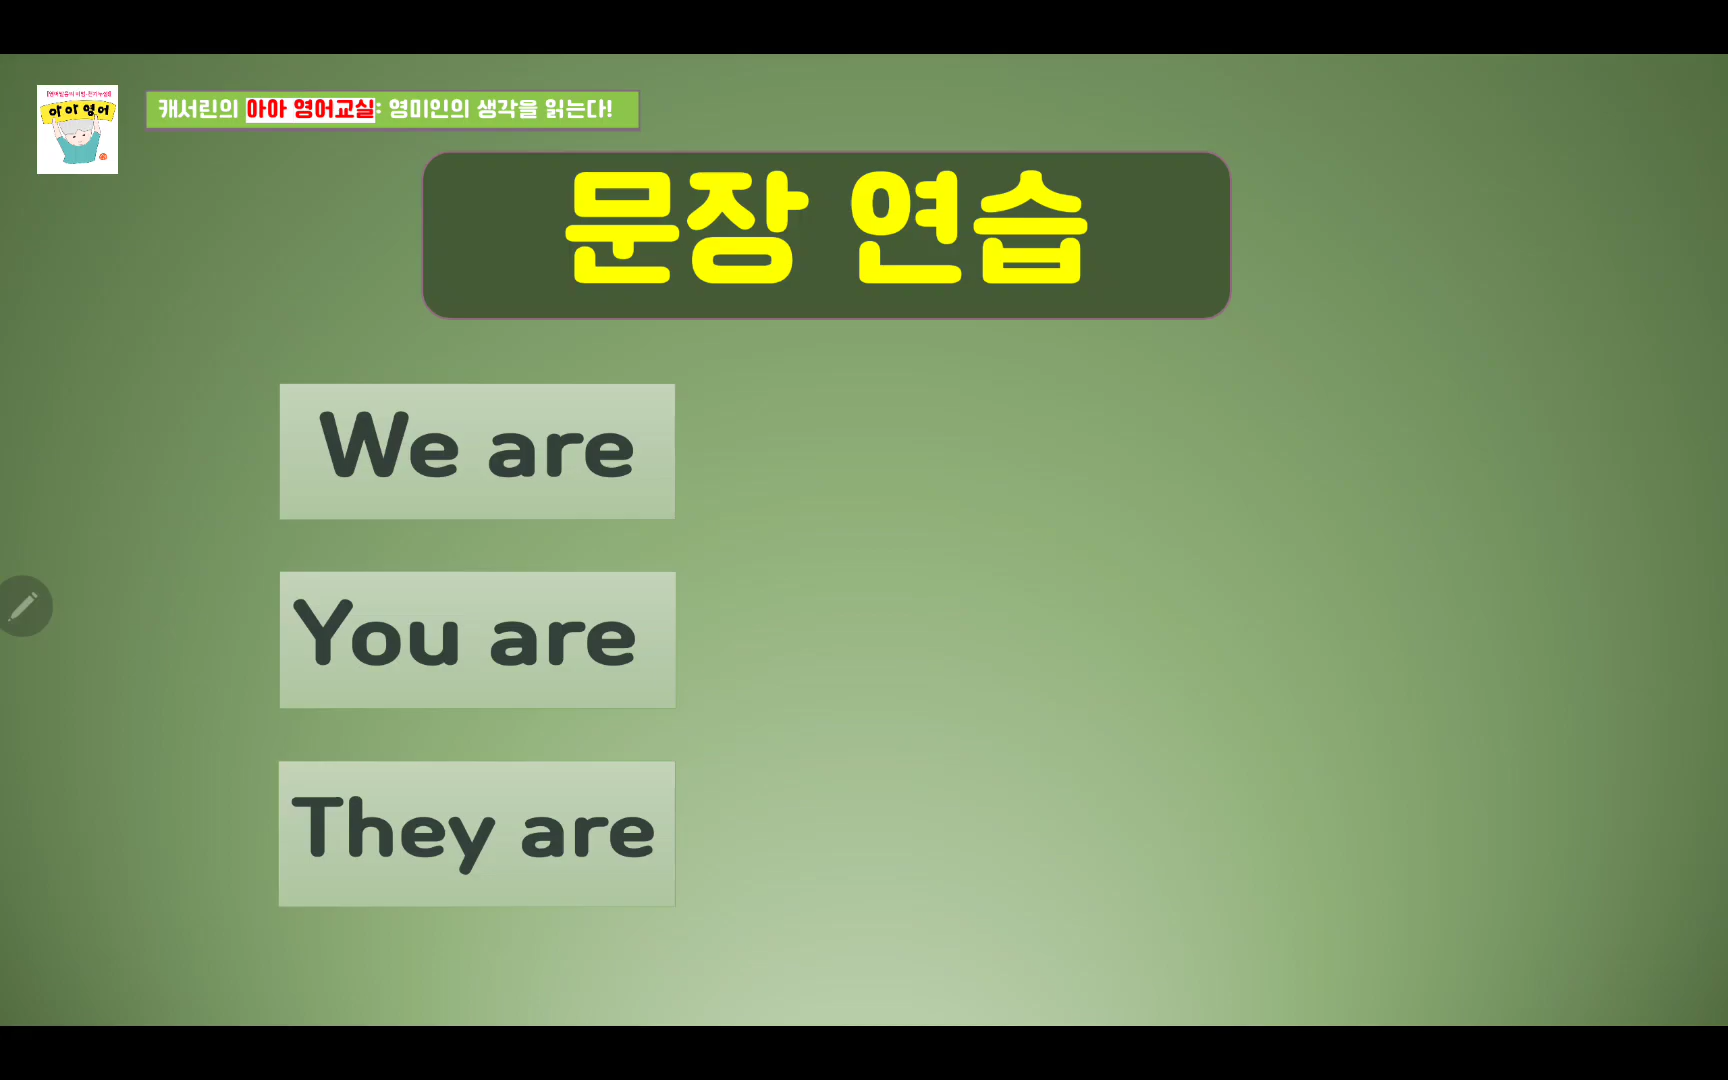 아아영어
캐서린의 아아 영어교실: 영미인의 생각을 읽는다!
문장 연습
We are
You are
They are